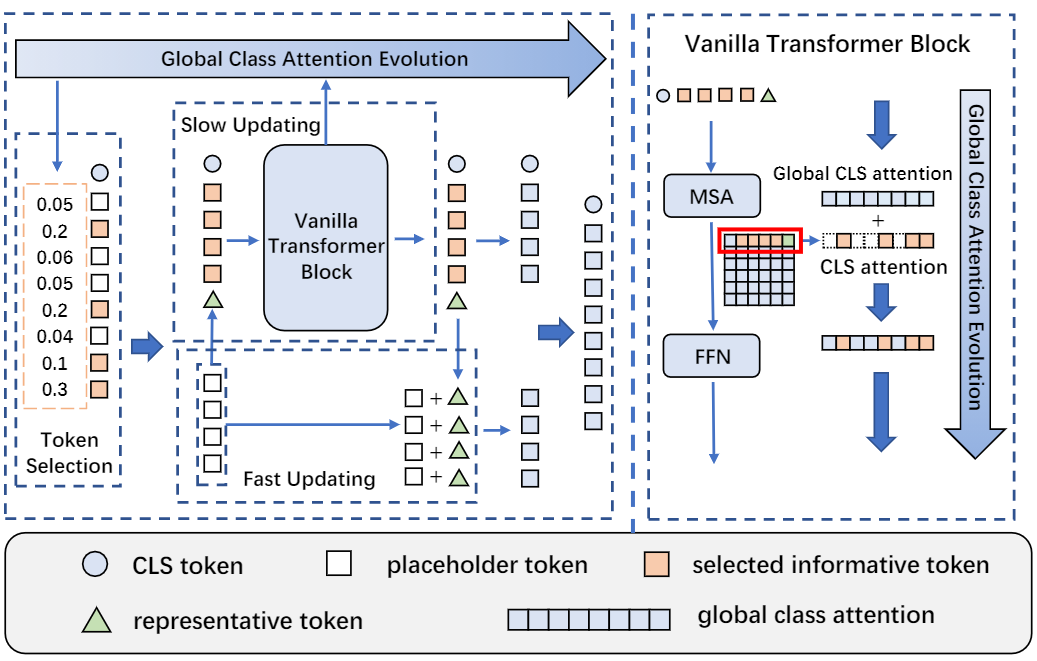 Global Class Attention Evolution
Slow Updating
Vanilla
Transformer
Block
0.05
0.2
0.06
0.05
0.2
0.04
0.1
0.3
Token
Selection
+
+
+
+
Fast Updating
Vanilla Transformer Block
MSA
Global CLS attention
+
CLS attention
FFN
Global Class Attention Evolution
CLS token
placeholder token
selected informative token
representative token
global class attention